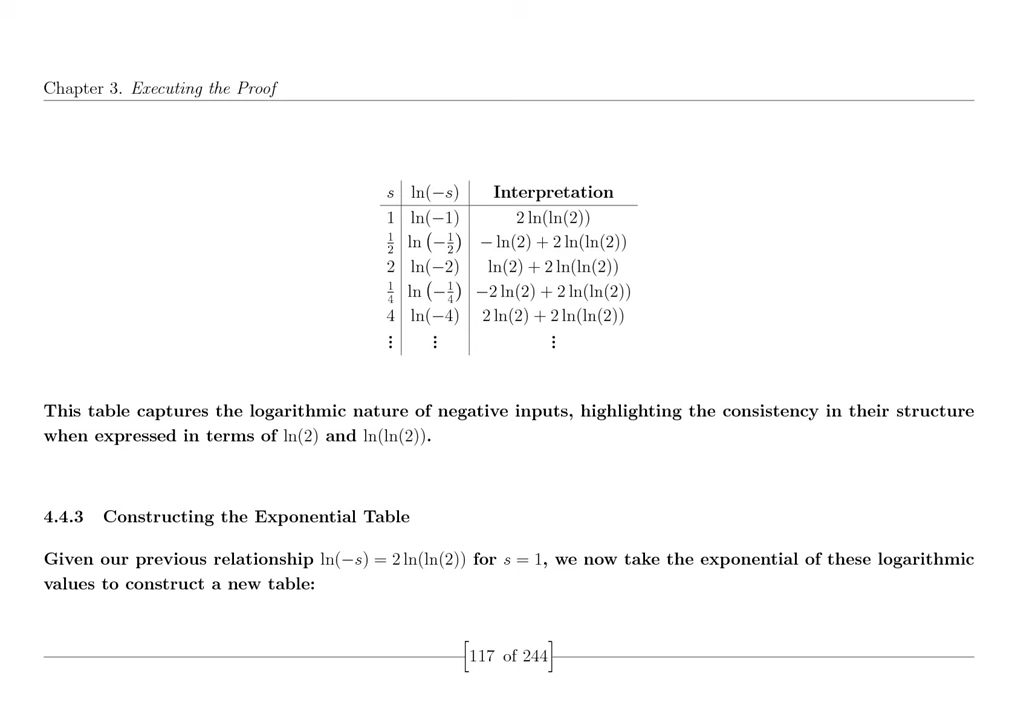 Chapter 3. Executing the Proof
s ln(−s) Interpretation
1 ln(−1) 2 ln(ln(2))
1/2 ln (−1/2) − ln(2) + 2 ln(ln(2))
2 ln(−2) ln(2) + 2 ln(ln(2))
1/4 ln (−1/4) −2 ln(2) + 2 ln(ln(2))
4 ln(−4) 2 ln(2) + 2 ln(ln(2))
⋮ ⋮ ⋮
This table captures the logarithmic nature of negative inputs, highlighting the consistency in their structure
when expressed in terms of ln(2) and ln(ln(2)).
4.4.3 Constructing the Exponential Table
Given our previous relationship ln(−s) = 2 ln(ln(2)) for s = 1, we now take the exponential of these logarithmic
values to construct a new table:
[117 of 244]